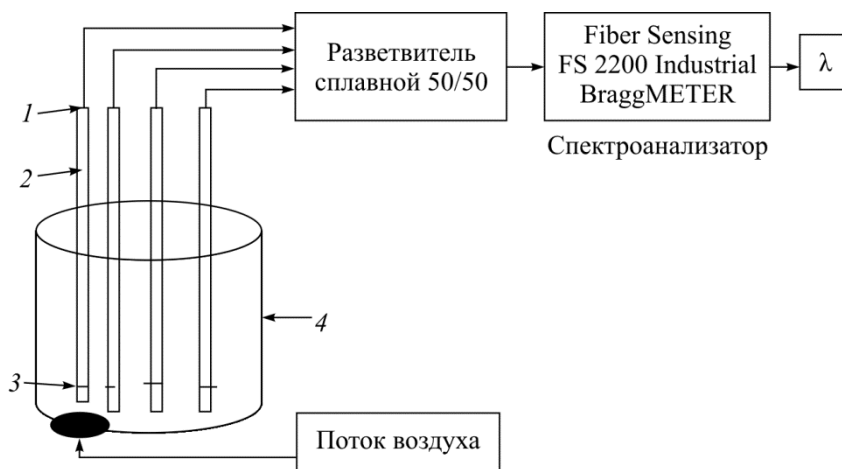 Разветвитель
сплавной 50/50
Fiber Sensing
FS 2200 Industrial
BraggMETER
λ
Спектроанализатор
1
2
3
4
Поток воздуха